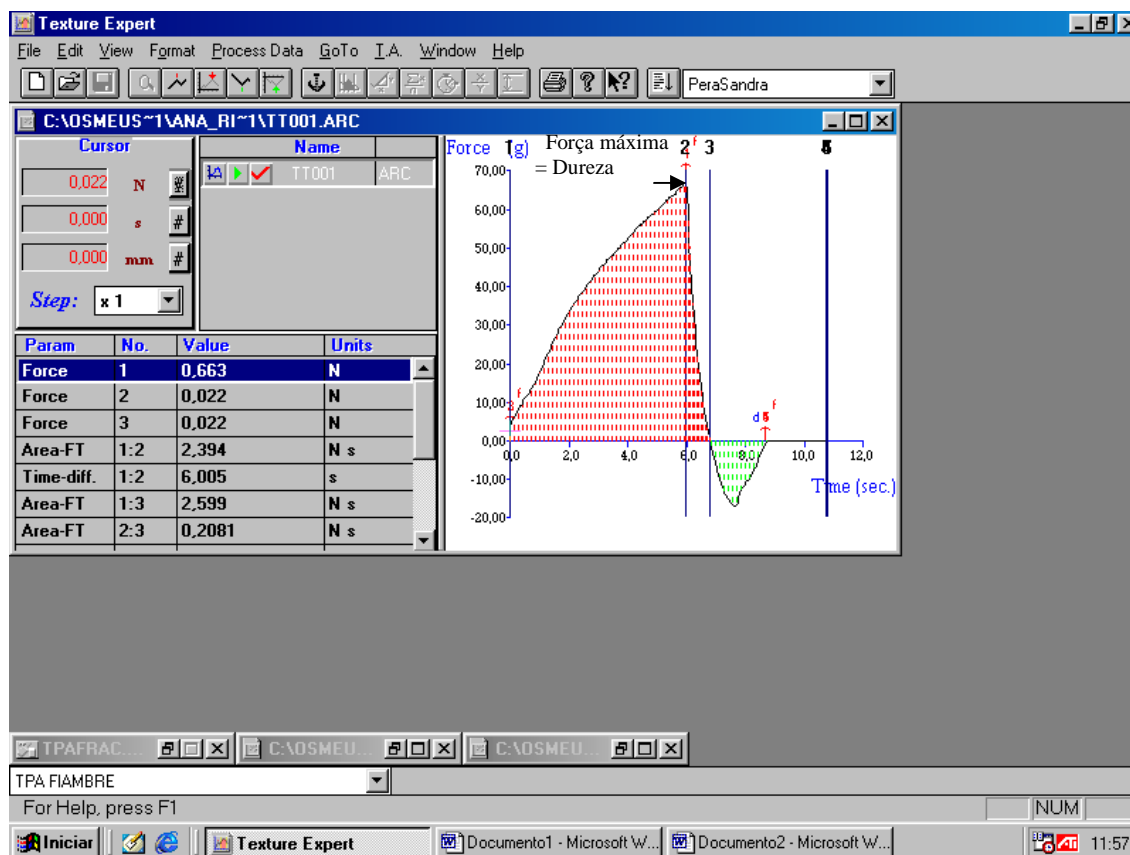 Texture Expert
File Edit View Format Process Data GoTo T.A. Window Help
PeraSandra
C:\OSMEUS~1\ANA_RI~1\TT001.ARC
Cursor
0,022 N
0,000 s
0,000 mm
Step: x 1
Name
TT001 ARC
Param No. Value Units
Force 1 0,663 N
Force 2 0,022 N
Force 3 0,022 N
Area-FT 1:2 2,394 N s
Time-diff. 1:2 6,005 s
Area-FT 1:3 2,599 N s
Area-FT 2:3 0,2081 N s
Force (g)
Força máxima
= Dureza
2 f 3
70,00
60,00
50,00
40,00
30,00
20,00
10,00
0,00
-10,00
-20,00
f
d f
0,0 2,0 4,0 6,0 8,0 10,0 12,0
Time (sec.)
TPAFRAC... C:\OSMEU... C:\OSMEU...
TPA FIAMBRE
For Help, press F1 NUM
Iniciar Texture Expert Documento1 - Microsoft W... Documento2 - Microsoft W... 11:57